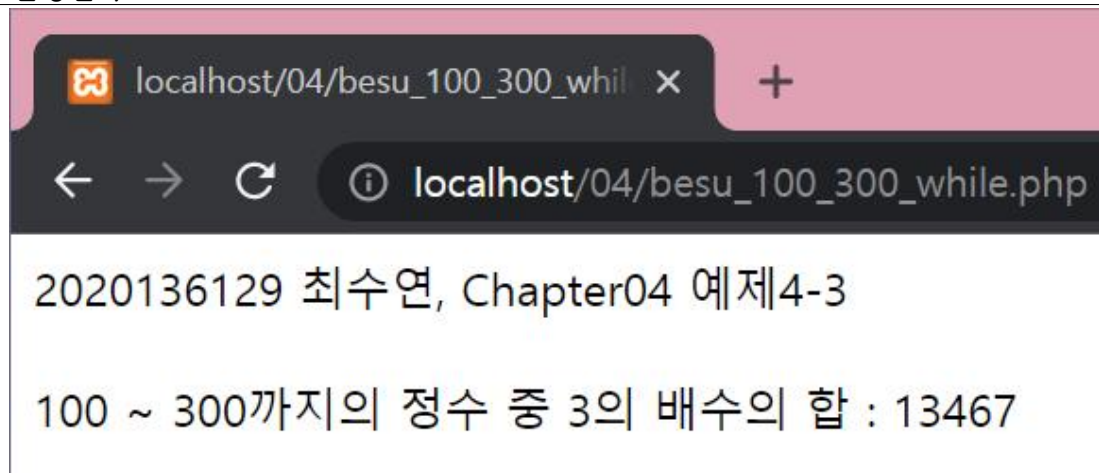 localhost/04/besu_100_300_whil
localhost/04/besu_100_300_while.php
2020136129 최수연, Chapter04 예제4-3
100 ~ 300까지의 정수 중 3의 배수의 합 : 13467